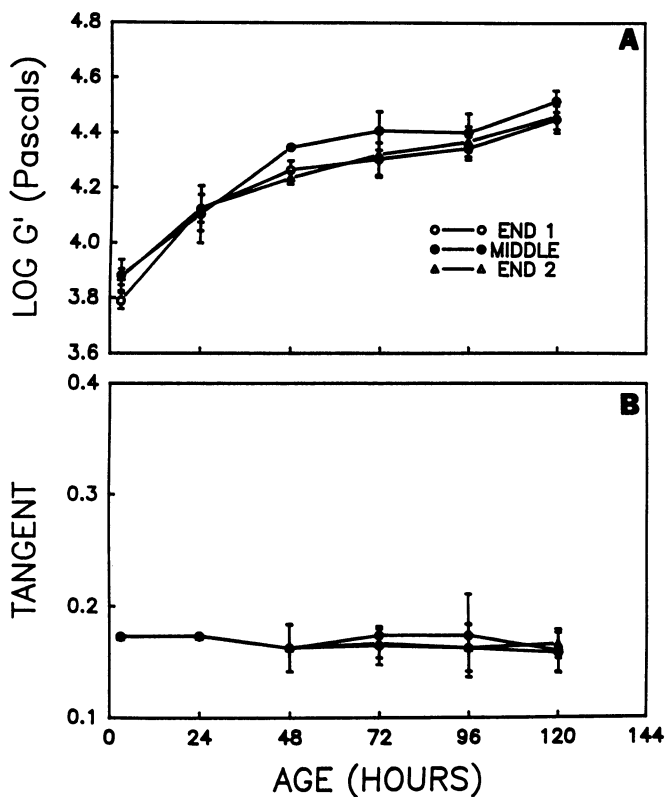 A
LOG G' (Pascals)
4.8
4.6
4.4
4.2
4.0
3.8
3.6
END 1
MIDDLE
END 2
B
TANGENT
0.4
0.3
0.2
0.1
0 24 48 72 96 120 144
AGE (HOURS)